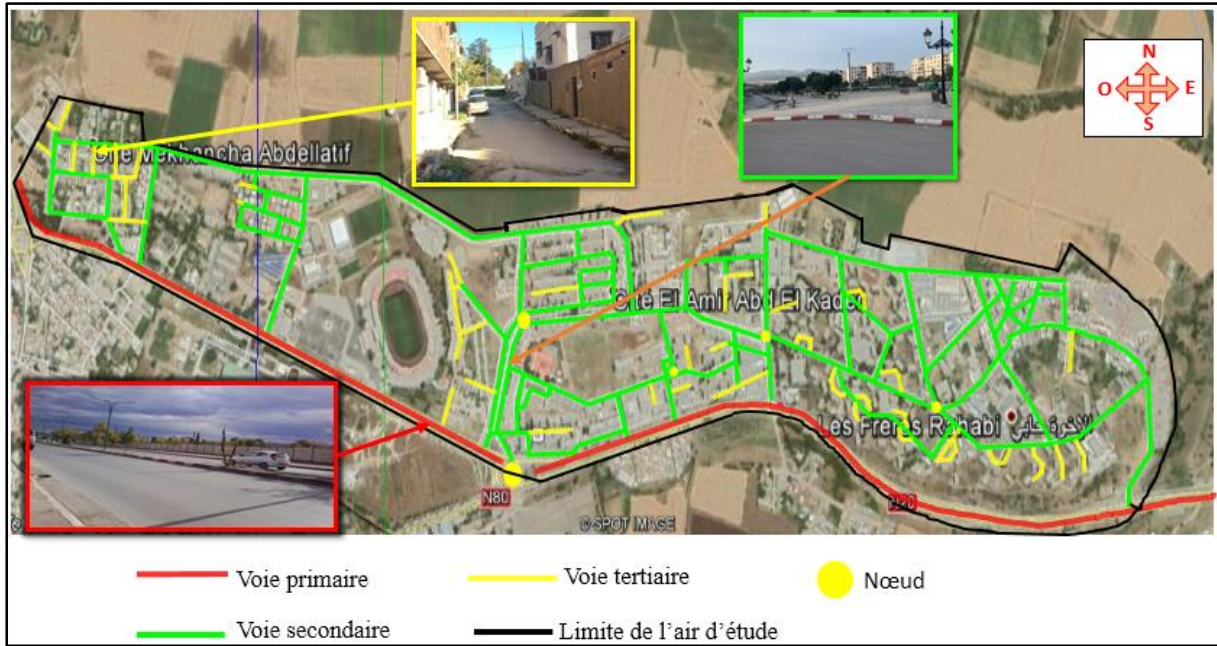 N
O E
S
Cité Mekhancha Abdellatif
Cité El Amir Abd El Kader
Les Frères Rahabi
N80
N20
© SPOT IMAGE
Voie primaire
Voie tertiaire
Nœud
Voie secondaire
Limite de l’air d’étude